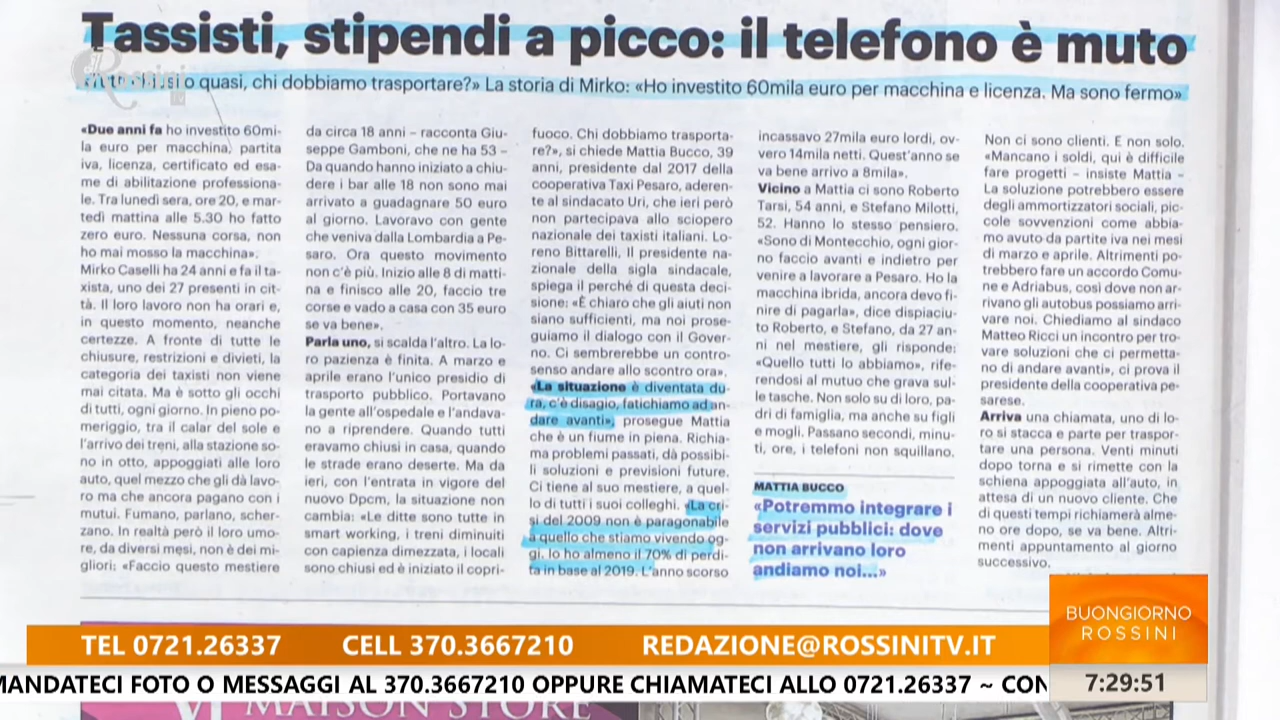 Tassisti, stipendi a picco: il telefono è muto
o quasi, chi dobbiamo trasportare?» La storia di Mirko: «Ho investito 60mila euro per macchina e licenza. Ma sono fermo»
Rossini
TV
«Due anni fa ho investito 60mi-
la euro per macchina, partita
iva, licenza, certificato ed esa-
me di abilitazione professiona-
le. Tra lunedì sera, ore 20, e mar-
tedì mattina alle 5.30 ho fatto
zero euro. Nessuna corsa, non
ho mai mosso la macchina».
Mirko Caselli ha 24 anni e fa il ta-
xista, uno dei 27 presenti in cit-
tà. Il loro lavoro non ha orari e,
in questo momento, neanche
certezze. A fronte di tutte le
chiusure, restrizioni e divieti, la
categoria dei taxisti non viene
mai citata. Ma è sotto gli occhi
di tutti, ogni giorno. In pieno po-
meriggio, tra il calar del sole e
l'arrivo dei treni, alla stazione so-
no in otto, appoggiati alle loro
auto, quel mezzo che gli dà lavo-
ro ma che ancora pagano con i
mutui. Fumano, parlano, scher-
zano. In realtà però il loro umo-
re, da diversi mesi, non è dei mi-
gliori: «Faccio questo mestiere
da circa 18 anni – racconta Giu-
seppe Gamboni, che ne ha 53 –
Da quando hanno iniziato a chiu-
dere i bar alle 18 non sono mai
arrivato a guadagnare 50 euro
al giorno. Lavoravo con gente
che veniva dalla Lombardia a Pe-
saro. Ora questo movimento
non c'è più. Inizio alle 8 di matti-
na e finisco alle 20, faccio tre
corse e vado a casa con 35 euro
se va bene».
Parla uno, si scalda l'altro. La lo-
ro pazienza è finita. A marzo e
aprile erano l'unico presidio di
trasporto pubblico. Portavano
la gente all'ospedale e l'andava-
no a riprendere. Quando tutti
eravamo chiusi in casa, quando
le strade erano deserte. Ma da
ieri, con l'entrata in vigore del
nuovo Dpcm, la situazione non
cambia: «Le ditte sono tutte in
smart working, i treni diminuiti
con capienza dimezzata, i locali
sono chiusi ed è iniziato il copri-
fuoco. Chi dobbiamo trasporta-
re?», si chiede Mattia Bucco, 39
anni, presidente dal 2017 della
cooperativa Taxi Pesaro, aderen-
te al sindacato Uri, che ieri però
non partecipava allo sciopero
nazionale dei taxisti italiani. Lo-
reno Bittarelli, Il presidente na-
zionale della sigla sindacale,
spiega il perché di questa deci-
sione: «È chiaro che gli aiuti non
siano sufficienti, ma noi prose-
guiamo il dialogo con il Gover-
no. Ci sembrerebbe un contro-
senso andare allo scontro ora».
«La situazione è diventata du-
ra, c'è disagio, fatichiamo ad an-
dare avanti», prosegue Mattia
che è un fiume in piena. Richia-
ma problemi passati, dà possibi-
li soluzioni e previsioni future.
Ci tiene al suo mestiere, a quel-
lo di tutti i suoi colleghi. «La cri-
si del 2009 non è paragonabile
a quello che stiamo vivendo og-
gi. Io ho almeno il 70% di perdi-
ta in base al 2019. L'anno scorso
incassavo 27mila euro lordi, ov-
vero 14mila netti. Quest'anno se
va bene arrivo a 8mila».
Vicino a Mattia ci sono Roberto
Tarsi, 54 anni, e Stefano Milotti,
52. Hanno lo stesso pensiero.
«Sono di Montecchio, ogni gior-
no faccio avanti e indietro per
venire a lavorare a Pesaro. Ho la
macchina ibrida, ancora devo fi-
nire di pagarla», dice dispiaciu-
to Roberto, e Stefano, da 27 an-
ni nel mestiere, gli risponde:
«Quello tutti lo abbiamo», rife-
rendosi al mutuo che grava sul-
le tasche. Non solo su di loro, pa-
dri di famiglia, ma anche su figli
e mogli. Passano secondi, minu-
ti, ore, i telefoni non squillano.
MATTIA BUCCO
«Potremmo integrare i
servizi pubblici: dove
non arrivano loro
andiamo noi...»
Non ci sono clienti. E non solo.
«Mancano i soldi, qui è difficile
fare progetti – insiste Mattia –
La soluzione potrebbero essere
degli ammortizzatori sociali, pic-
cole sovvenzioni come abbia-
mo avuto da partite iva nei mesi
di marzo e aprile. Altrimenti po-
trebbero fare un accordo Comu-
ne e Adriabus, così dove non ar-
rivano gli autobus possiamo arri-
vare noi. Chiediamo al sindaco
Matteo Ricci un incontro per tro-
vare soluzioni che ci permetta-
no di andare avanti», ci prova il
presidente della cooperativa pe-
sarese.
Arriva una chiamata, uno di lo-
ro si stacca e parte per traspor-
tare una persona. Venti minuti
dopo torna e si rimette con la
schiena appoggiata all'auto, in
attesa di un nuovo cliente. Che
di questi tempi richiamerà alme-
no ore dopo, se va bene. Altri-
menti appuntamento al giorno
successivo.
BUONGIORNO
ROSSINI
TEL 0721.26337 CELL 370.3667210 REDAZIONE@ROSSINITV.IT
MANDATECI FOTO O MESSAGGI AL 370.3667210 OPPURE CHIAMATECI ALLO 0721.26337 ~ CON
7:29:51
MAISON STORE